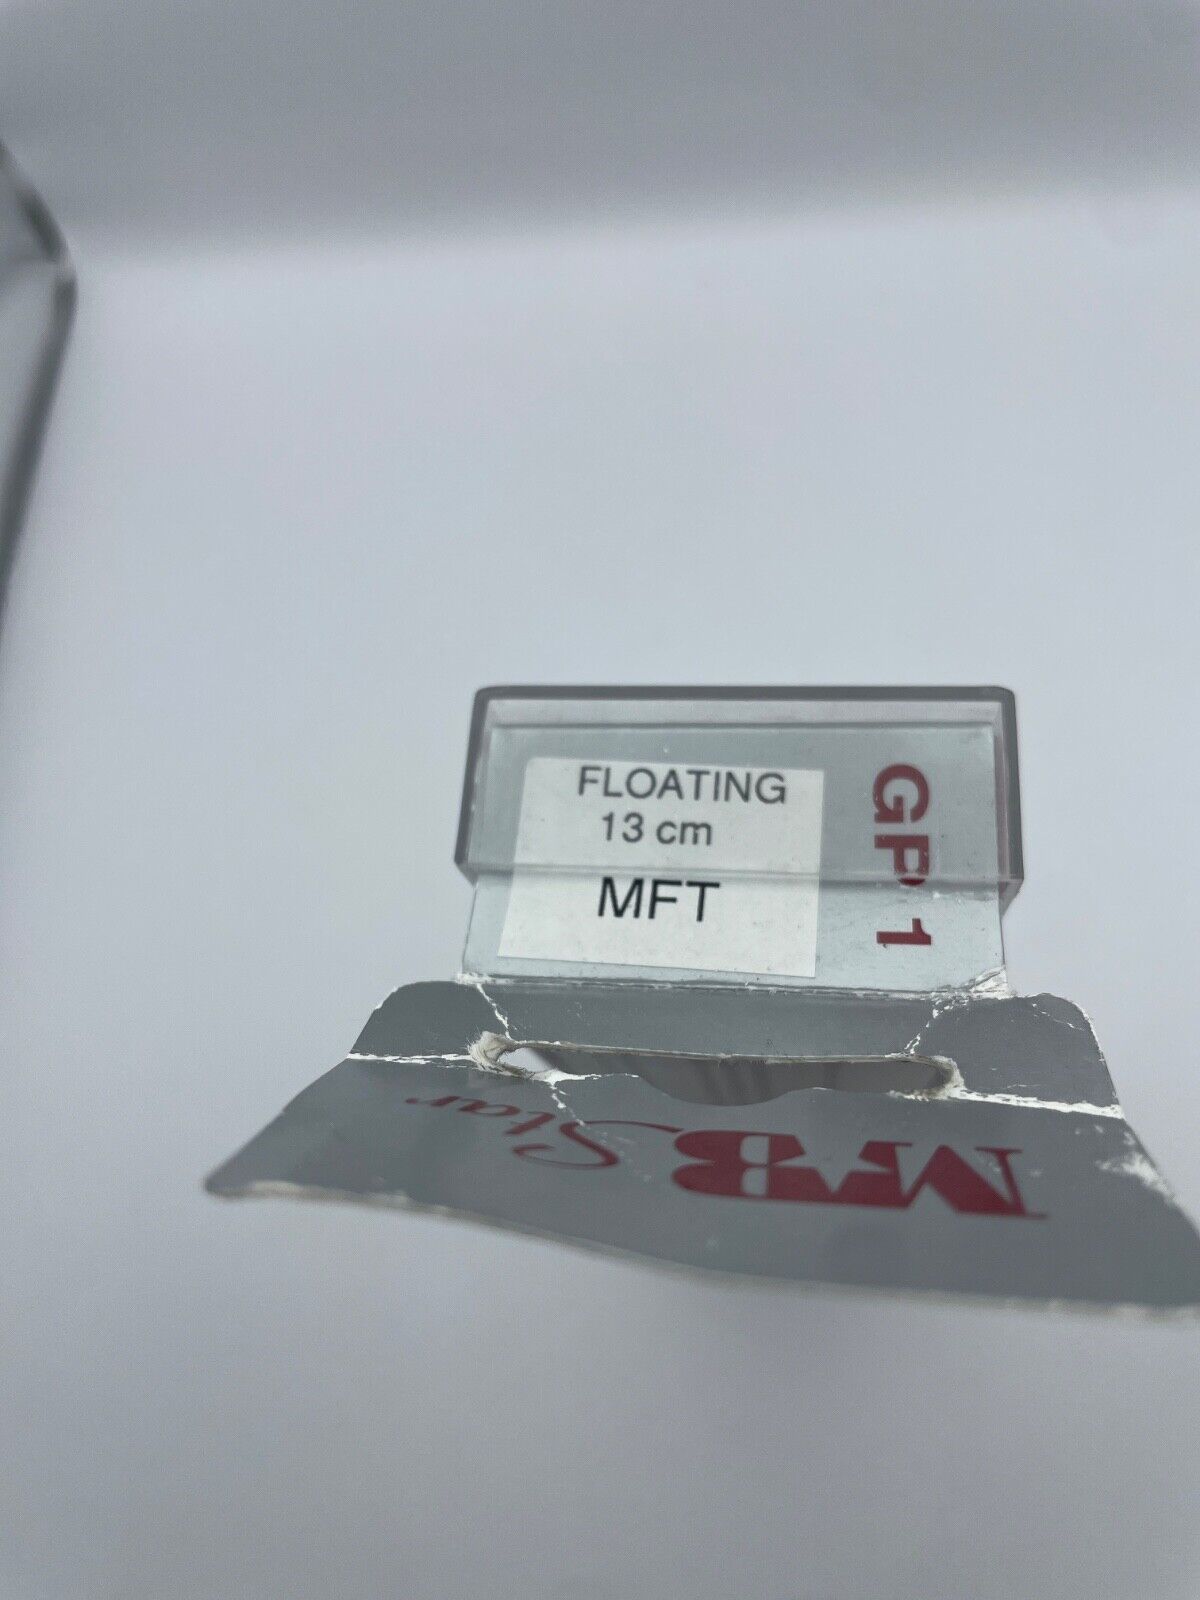 FLOATING
13 cm
MFT
GP 1
MB Star